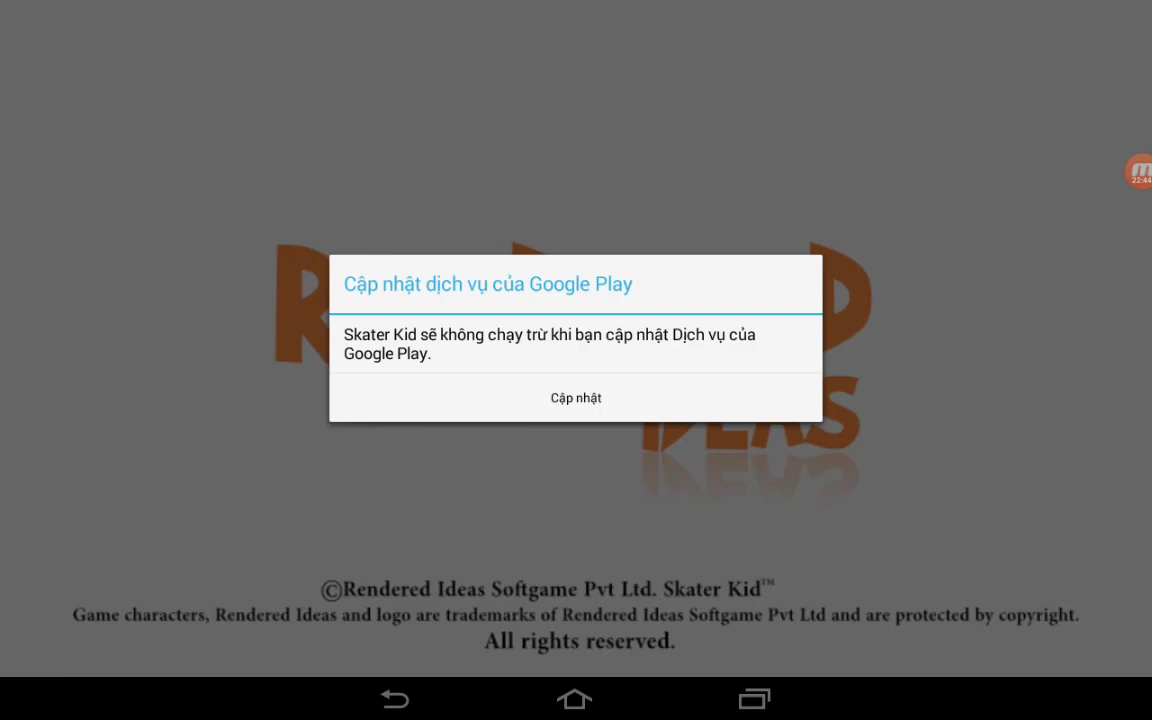 Cập nhật dịch vụ của Google Play
Skater Kid sẽ không chạy trừ khi bạn cập nhật Dịch vụ của
Google Play.
Cập nhật
22:44
©Rendered Ideas Softgame Pvt Ltd. Skater Kid™
Game characters, Rendered Ideas and logo are trademarks of Rendered Ideas Softgame Pvt Ltd and are protected by copyright.
All rights reserved.